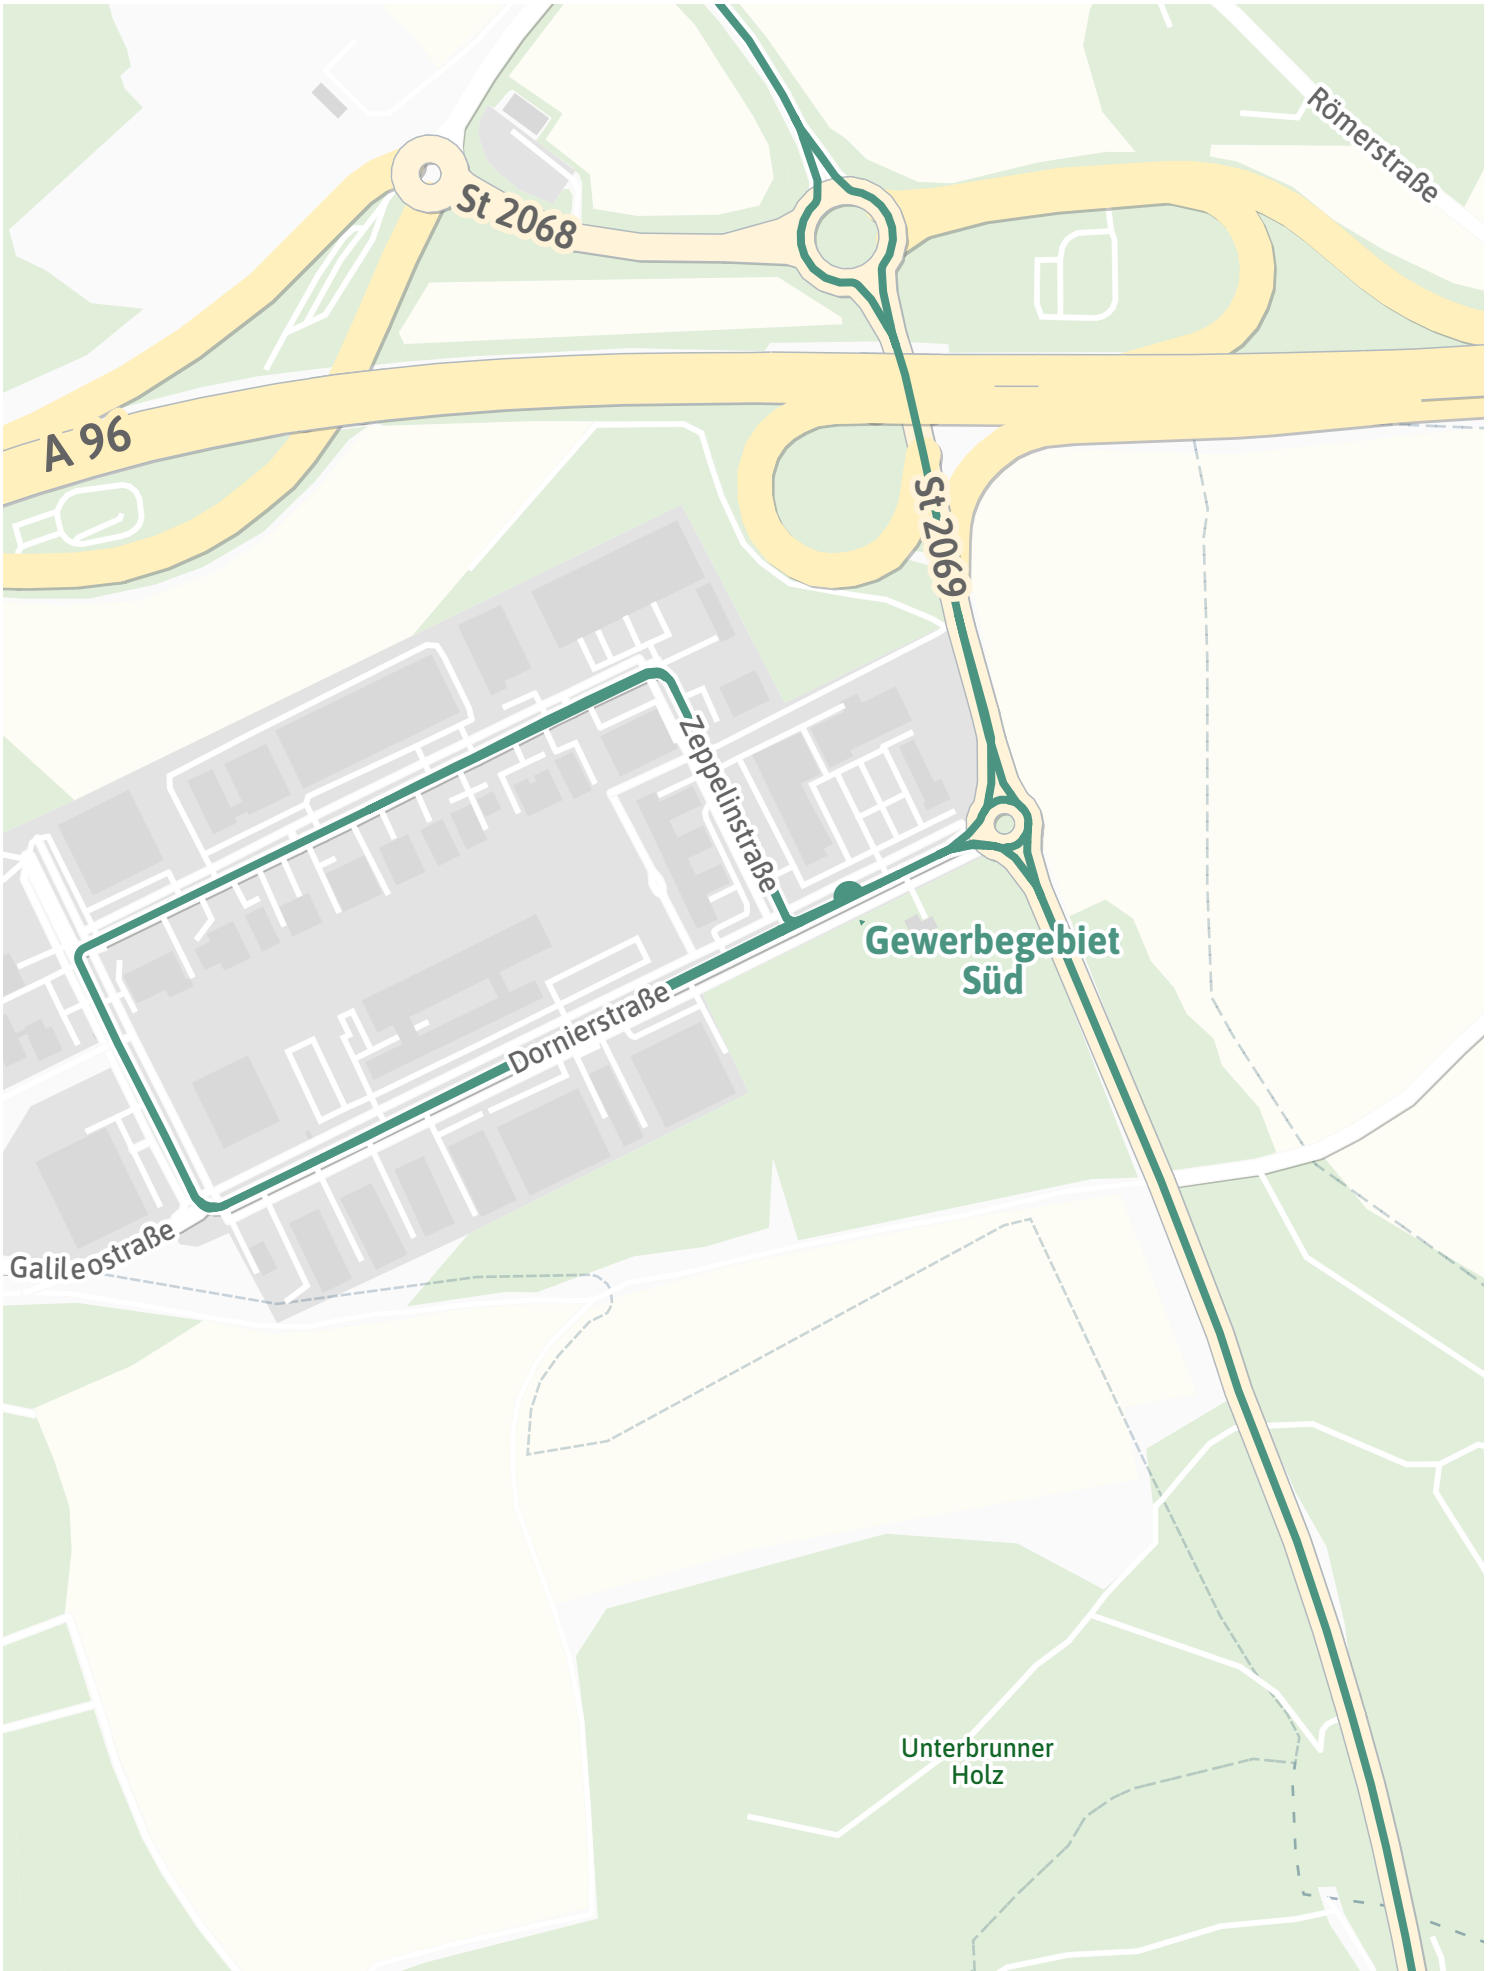 Römerstraße
St 2068
A 96
St 2069
Zeppelinstraße
Gewerbegebiet
Süd
Dornierstraße
Galileostraße
Unterbrunner
Holz